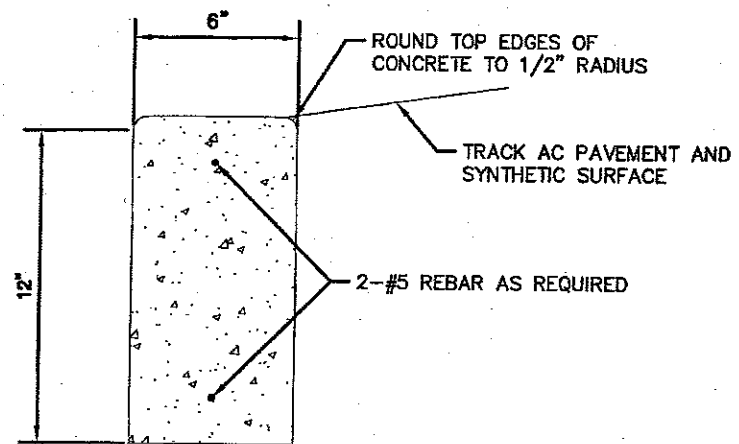 6"
ROUND TOP EDGES OF
CONCRETE TO 1/2" RADIUS
TRACK AC PAVEMENT AND
SYNTHETIC SURFACE
12"
2-#5 REBAR AS REQUIRED